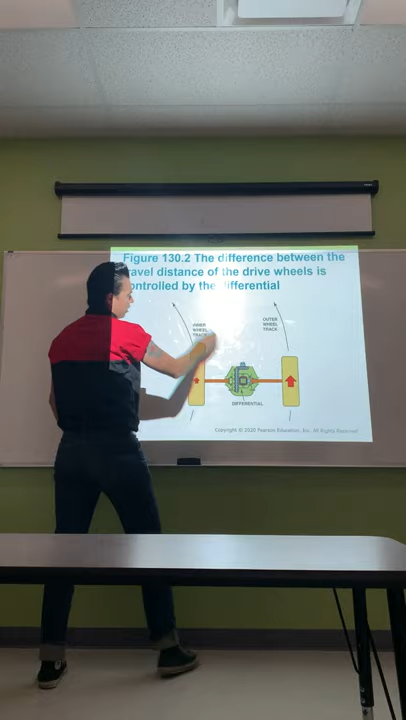 Figure 130.2 The difference between the
ravel distance of the drive wheels is
ontrolled by the differential
INNER
WHEEL
TRACK
OUTER
WHEEL
TRACK
DIFFERENTIAL
Copyright © 2020 Pearson Education, Inc. All Rights Reserved